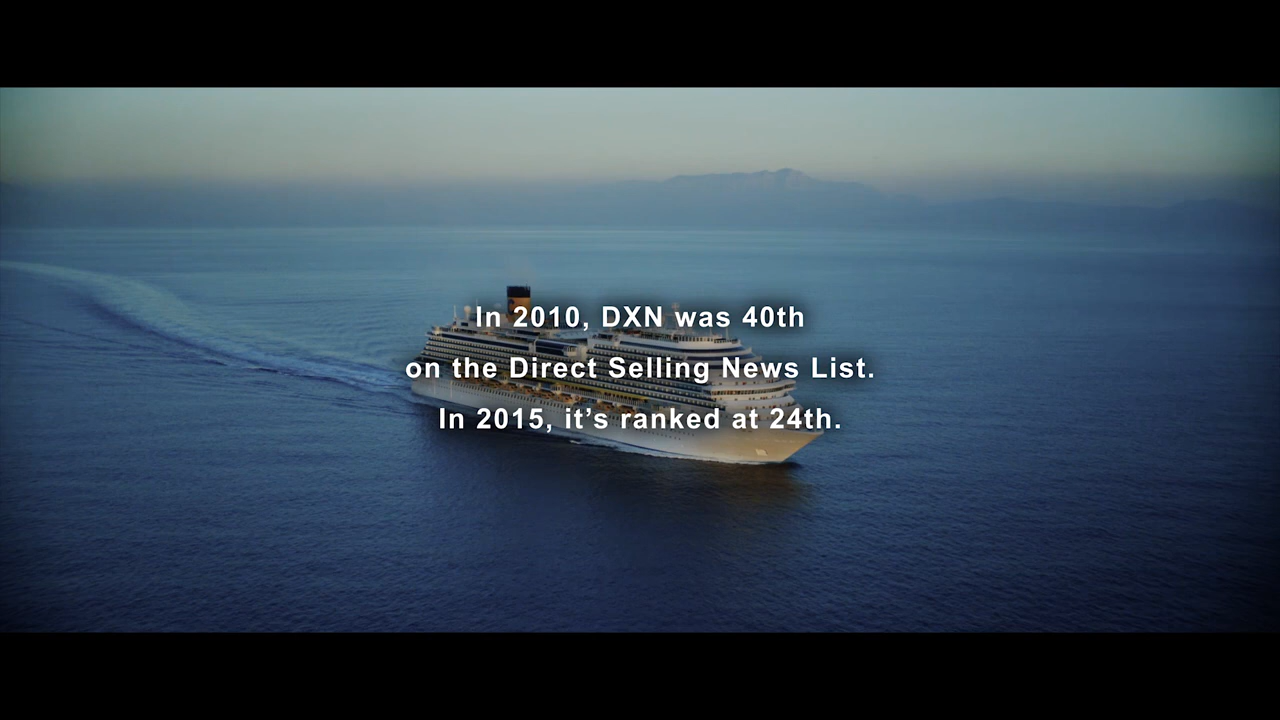 In 2010, DXN was 40th
on the Direct Selling News List.
In 2015, it’s ranked at 24th.